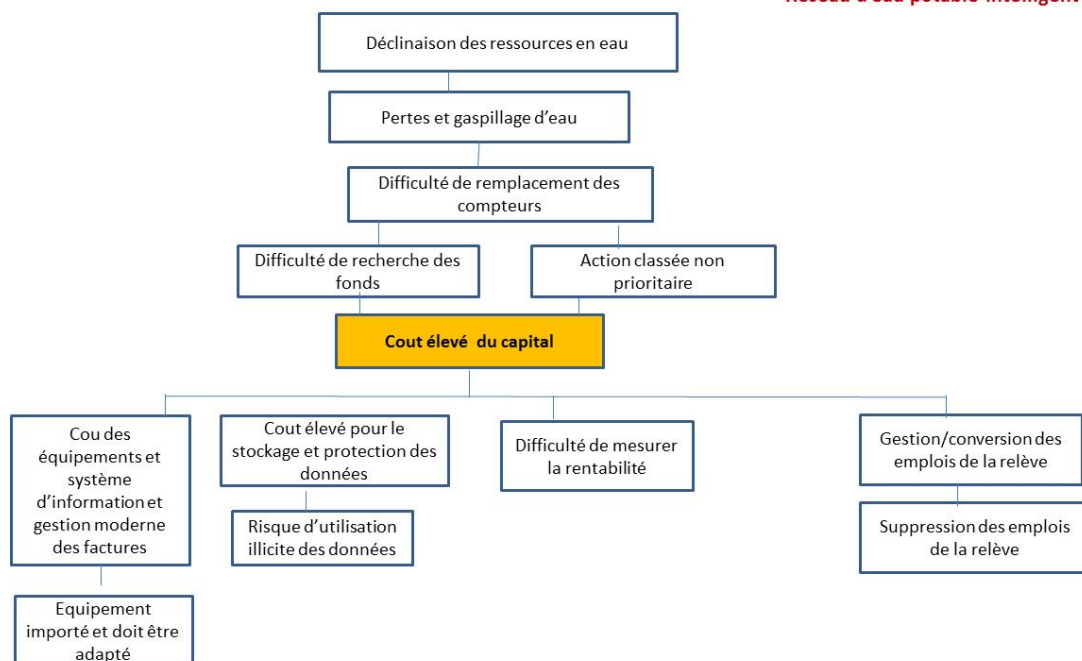 Réseau d'eau potable intelligent
Déclinaison des ressources en eau
Pertes et gaspillage d'eau
Difficulté de remplacement des
compteurs
Difficulté de recherche des
fonds
Action classée non
prioritaire
Cout élevé du capital
Cou des
équipements et
système
d'information et
gestion moderne
des factures
Cout élevé pour le
stockage et protection des
données
Difficulté de mesurer
la rentabilité
Gestion/conversion des
emplois de la relève
Risque d'utilisation
illicite des données
Suppression des emplois
de la relève
Equipement
importé et doit être
adapté